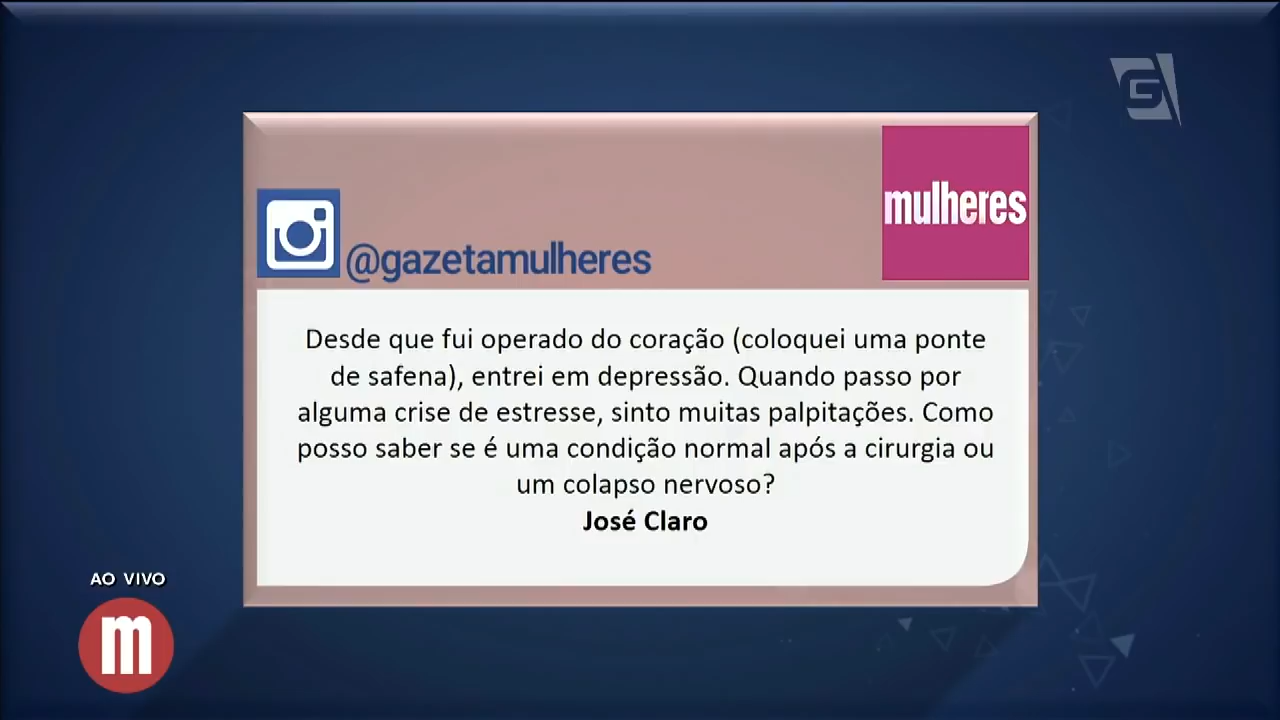 mulheres
@gazetamulheres
Desde que fui operado do coração (coloquei uma ponte
de safena), entrei em depressão. Quando passo por
alguma crise de estresse, sinto muitas palpitações. Como
posso saber se é uma condição normal após a cirurgia ou
um colapso nervoso?
José Claro
AO VIVO
m
G